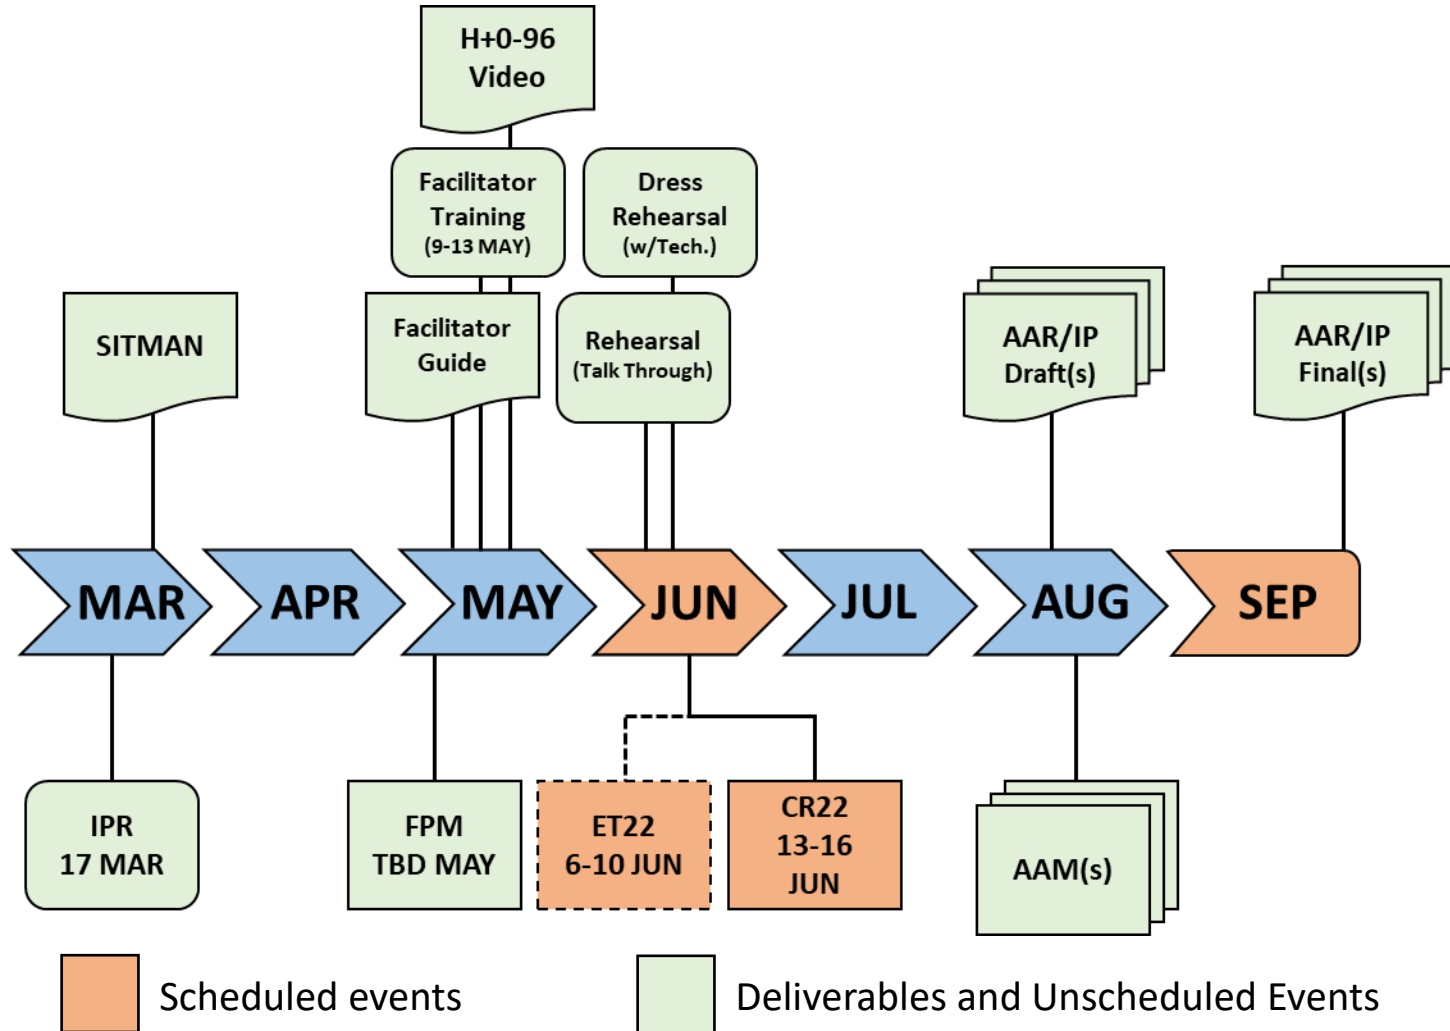 H+0-96
Video
Facilitator
Training
(9-13 MAY)
Dress
Rehearsal
(w/Tech.)
SITMAN
Facilitator
Guide
Rehearsal
(Talk Through)
AAR/IP
Draft(s)
AAR/IP
Final(s)
MAR
APR
MAY
JUN
JUL
AUG
SEP
IPR
17 MAR
FPM
TBD MAY
ET22
6-10 JUN
CR22
13-16
JUN
AAM(s)
Scheduled events
Deliverables and Unscheduled Events